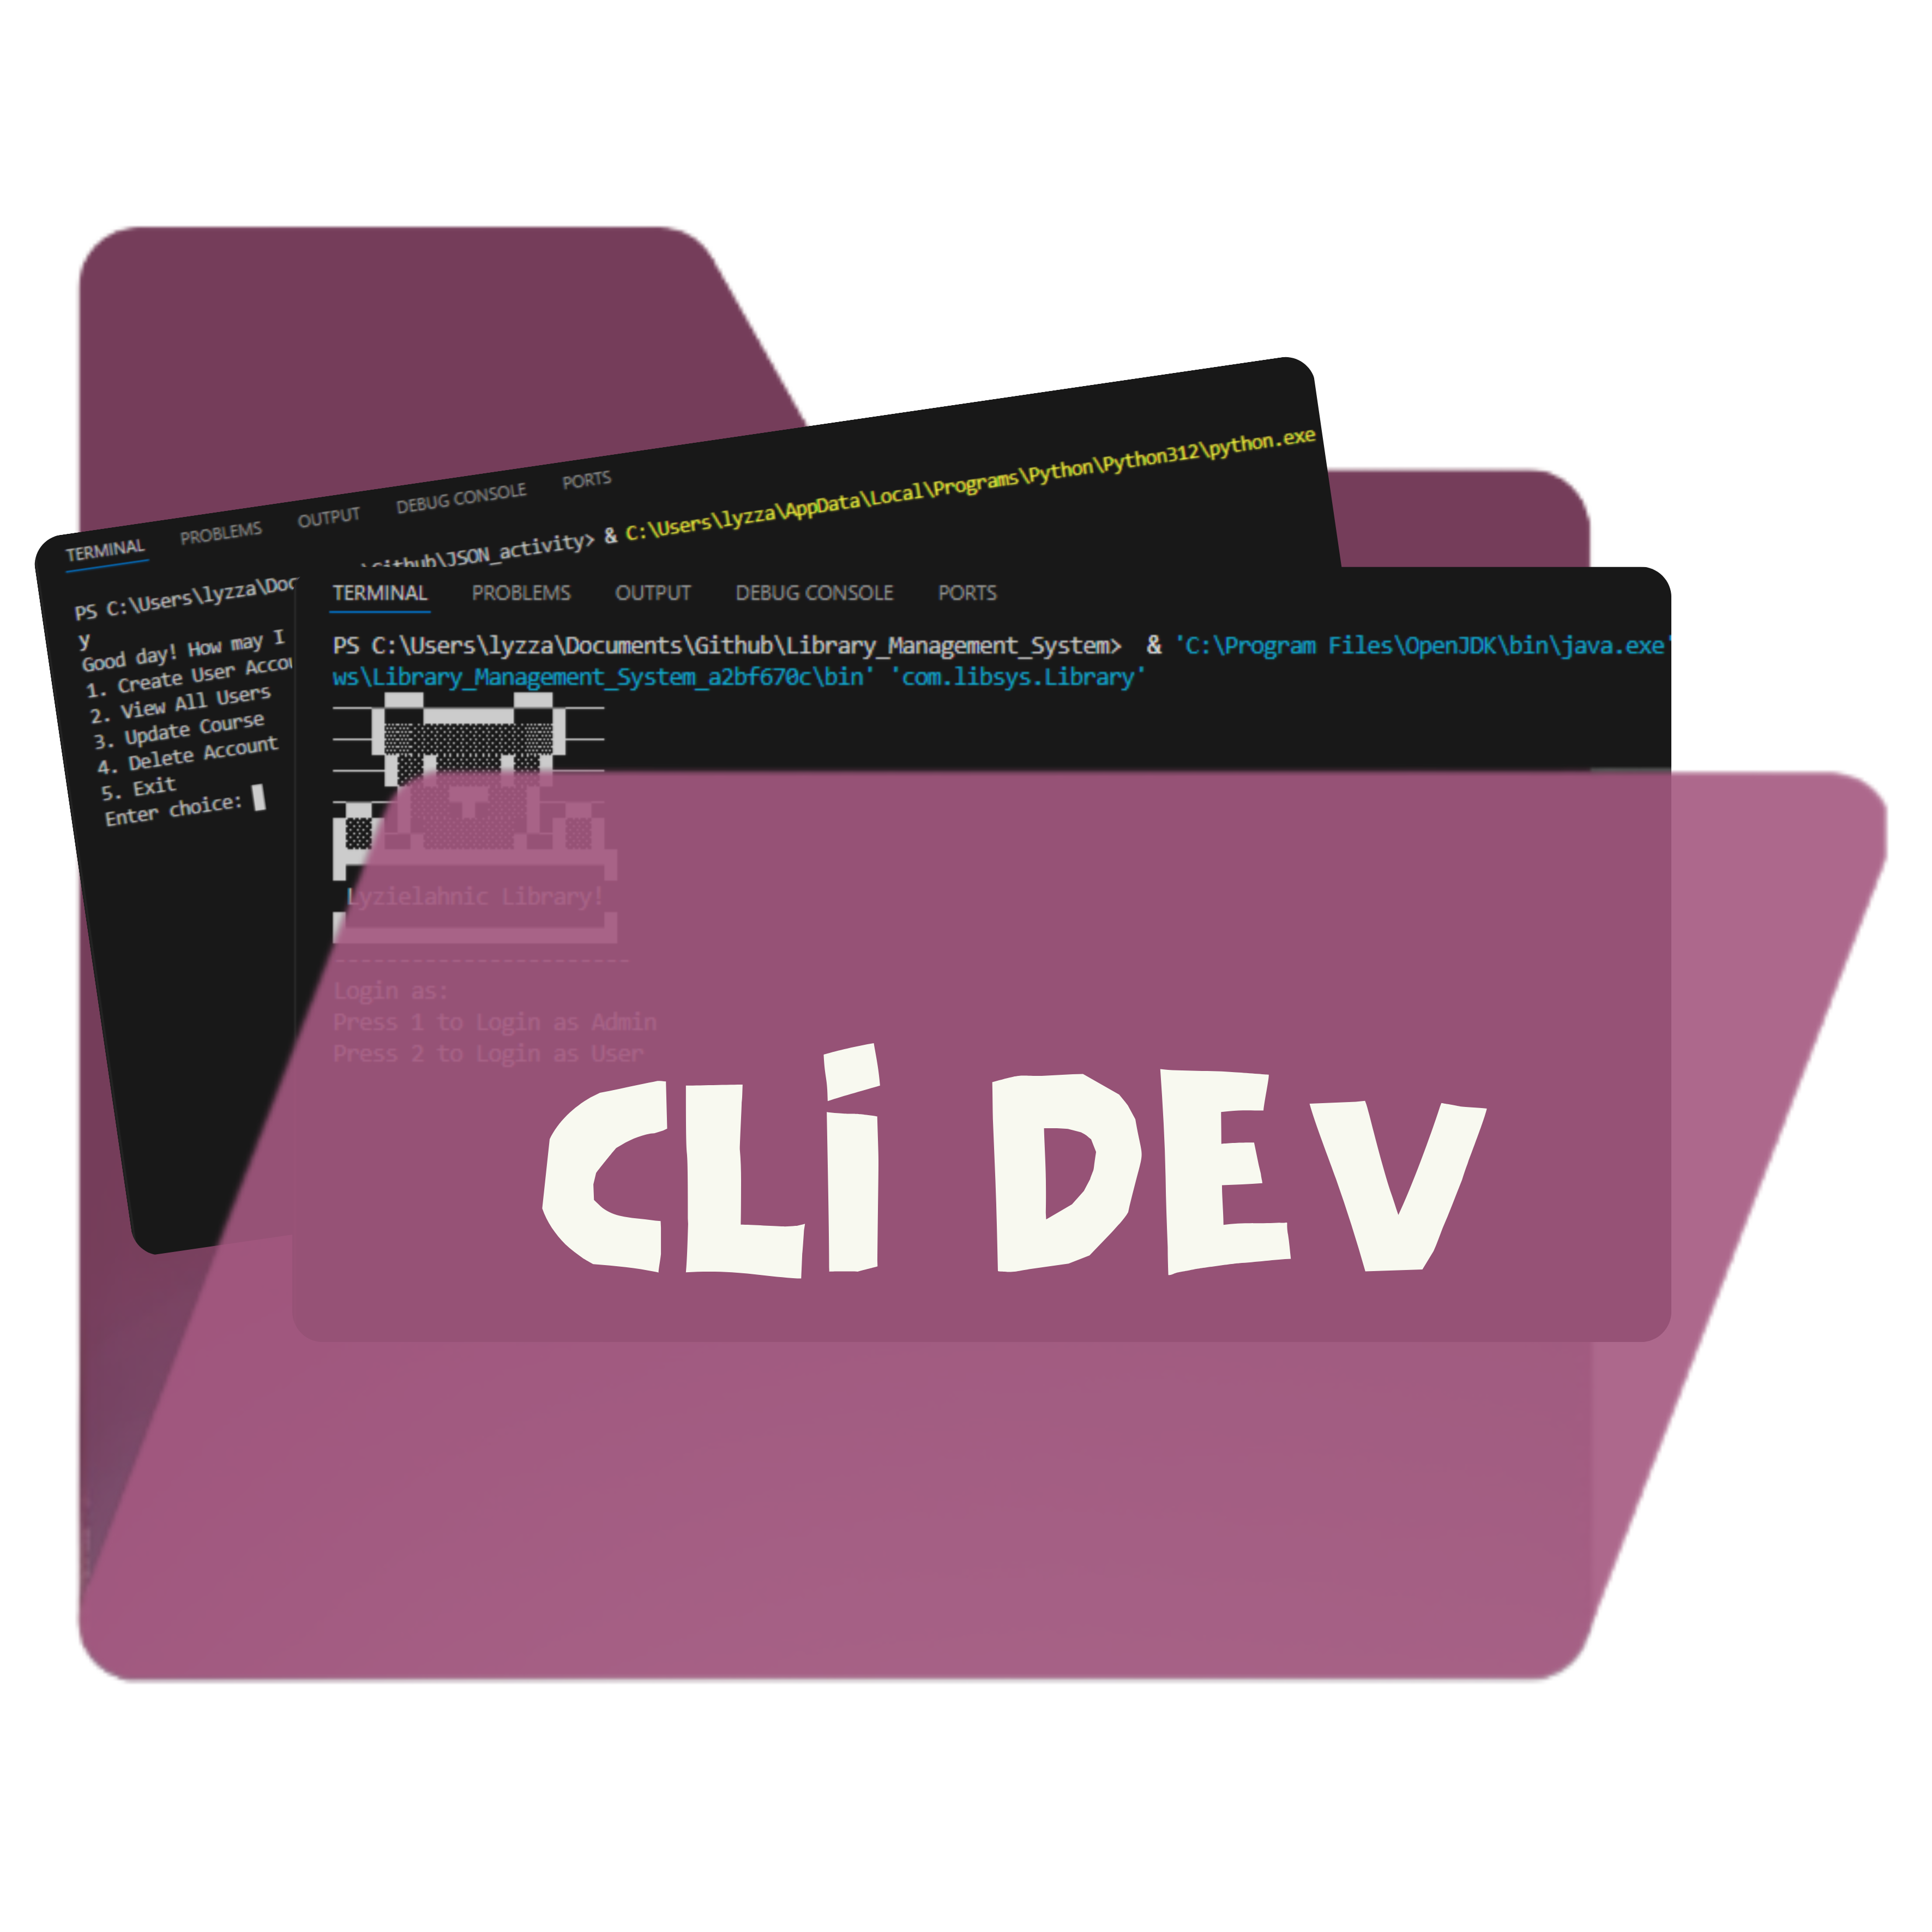 TERMINAL PROBLEMS OUTPUT DEBUG CONSOLE PORTS
PS C:\Users\lyzza\Doc \Github\JSON_activity> & C:\Users\lyzza\AppData\Local\Programs\Python\Python312\python.exe
y
Good day! How may I
1. Create User Accou
2. View All Users
3. Update Course
4. Delete Account
5. Exit
Enter choice:
TERMINAL PROBLEMS OUTPUT DEBUG CONSOLE PORTS
PS C:\Users\lyzza\Documents\Github\Library_Management_System> & 'C:\Program Files\OpenJDK\bin\java.exe'
ws\Library_Management_System_a2bf670c\bin' 'com.libsys.Library'
Lyzielahnic Library!
-----------------------
Login as:
Press 1 to Login as Admin
Press 2 to Login as User
CLi DEV